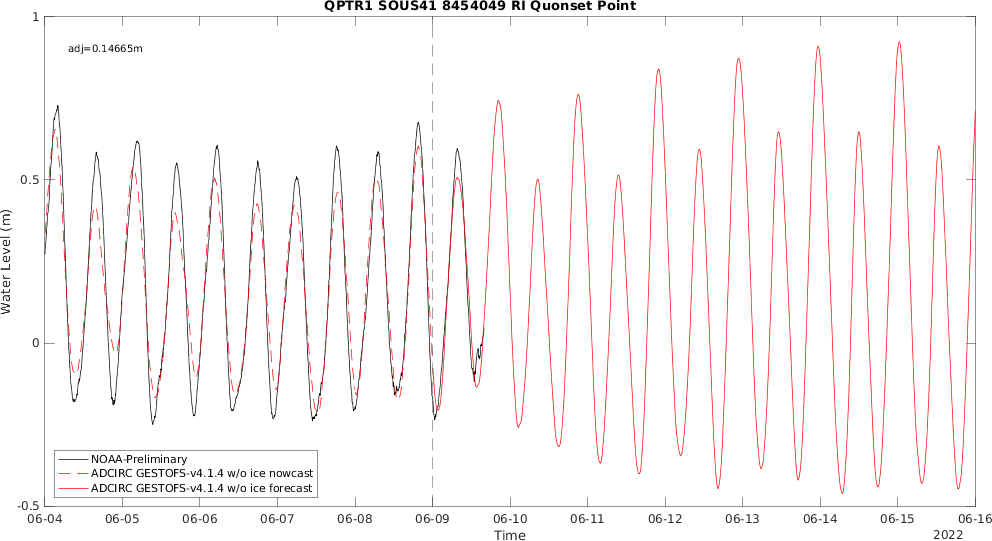 QPTR1 SOUS41 8454049 RI Quonset Point
adj=0.14665m
1
0.5
0
-0.5
Water Level (m)
NOAA-Preliminary
ADCIRC GESTOFS-v4.1.4 w/o ice nowcast
ADCIRC GESTOFS-v4.1.4 w/o ice forecast
06-04 06-05 06-06 06-07 06-08 06-09 06-10 06-11 06-12 06-13 06-14 06-15 06-16
Time
2022